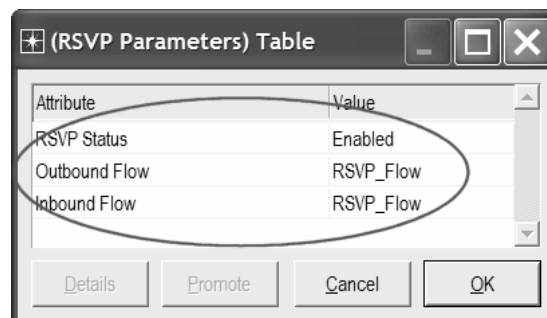 (RSVP Parameters) Table
Attribute Value
RSVP Status Enabled
Outbound Flow RSVP_Flow
Inbound Flow RSVP_Flow
Details Promote Cancel OK